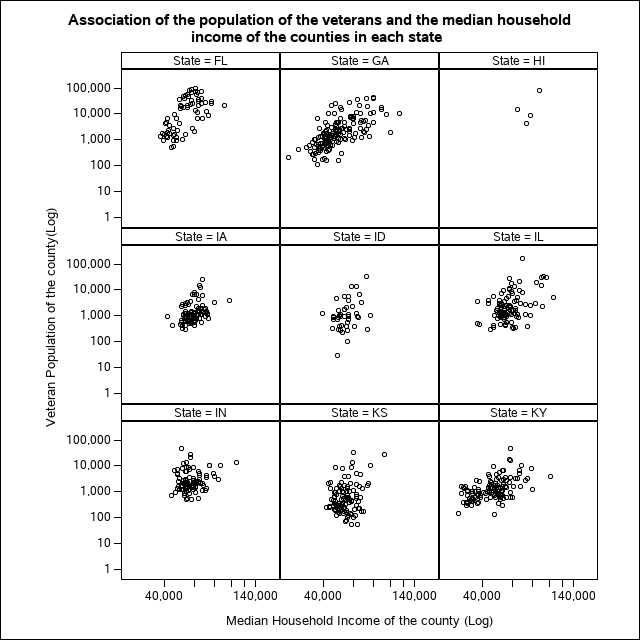 Association of the population of the veterans and the median household
income of the counties in each state
State = FL
State = GA
State = HI
100,000
10,000
1,000
100
10
1
State = IA
State = ID
State = IL
100,000
10,000
1,000
100
10
1
State = IN
State = KS
State = KY
100,000
10,000
1,000
100
10
1
Veteran Population of the county(Log)
40,000 140,000 40,000 140,000 40,000 140,000
Median Household Income of the county (Log)